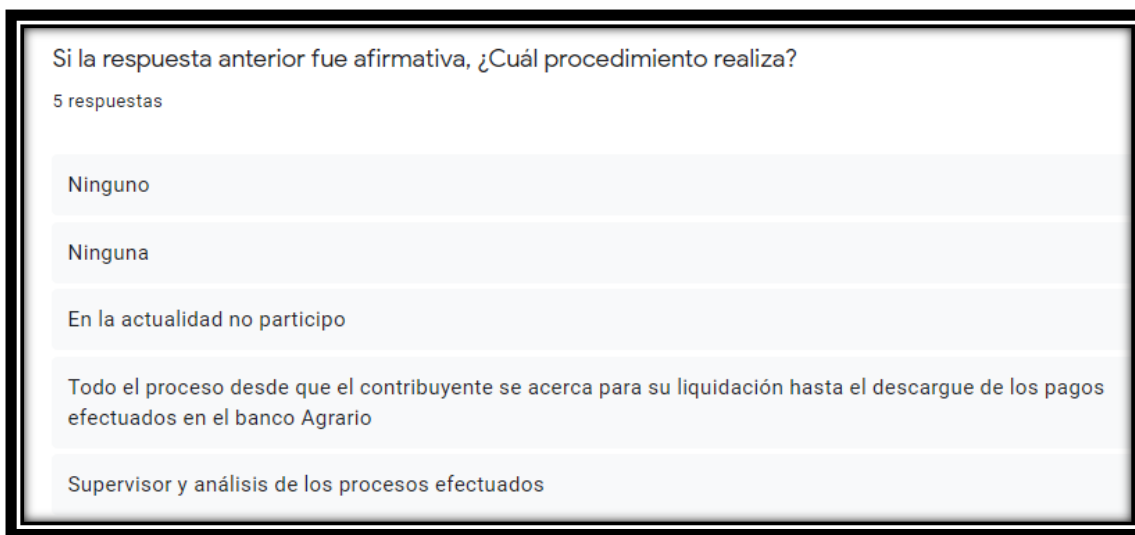 Si la respuesta anterior fue afirmativa, ¿Cuál procedimiento realiza?
5 respuestas
Ninguno
Ninguna
En la actualidad no participo
Todo el proceso desde que el contribuyente se acerca para su liquidación hasta el descargue de los pagos
efectuados en el banco Agrario
Supervisor y análisis de los procesos efectuados